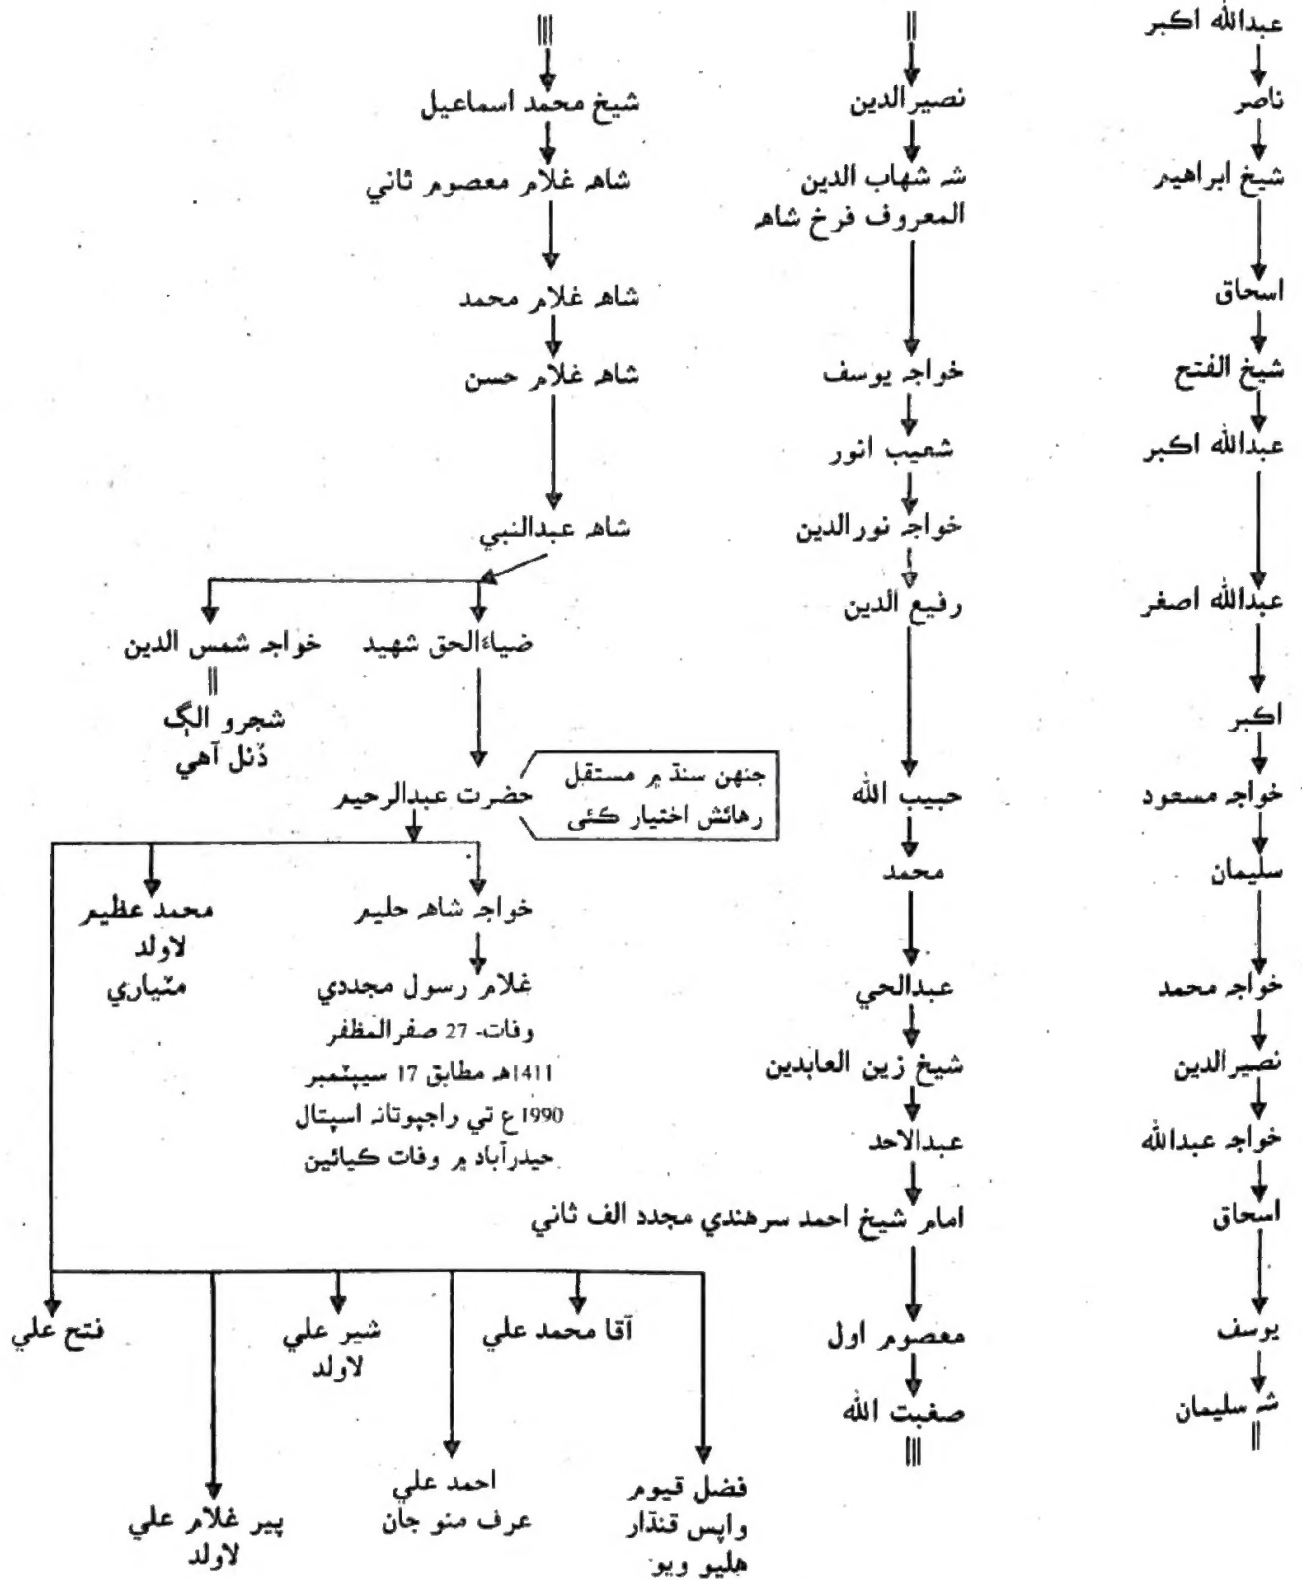 عبدالله اکبر
ناصر
شيخ ابراهيم
اسحاق
شيخ الفتح
عبدالله اڪبر
عبدالله اصغر
اڪبر
خواجه مسعود
سليمان
خواجه محمد
نصيرالدين
خواجه عبدالله
اسحاق
يوسف
شہ سليمان
نصيرالدين
شہ شهاب الدين
المعروف فرخ شاهه
خواجه يوسف
شعيب انور
خواجه نورالدين
رفيع الدين
حبيب الله
محمد
عبدالحي
شيخ زين العابدين
عبدالاحد
امام شيخ احمد سرهندي مجدد الف ثاني
معصوم اول
صغبت الله
شيخ محمد اسماعيل
شاهه غلام معصوم ثاني
شاهه غلام محمد
شاهه غلام حسن
شاهه عبدالنبي
ضياءالحق شهيد
خواجه شمس الدين
شجرو الڳ
ڏنل آهي
حضرت عبدالرحيم
جنهن سنڌ ۾ مستقل
رهائش اختيار ڪئي
خواجه شاهه حليم
غلام رسول مجددي
وفات- 27 صفرالمظفر
1411هه مطابق 17 سيپٽمبر
1990ع تي راجپوتانه اسپتال
حيدرآباد ۾ وفات ڪيائين
محمد عظيم
لاولد
مٽياري
فضل قيوم
واپس قنڌار
هليو ويو
آقا محمد علي
احمد علي
عرف منو جان
شير علي
لاولد
پير غلام علي
لاولد
فتح علي